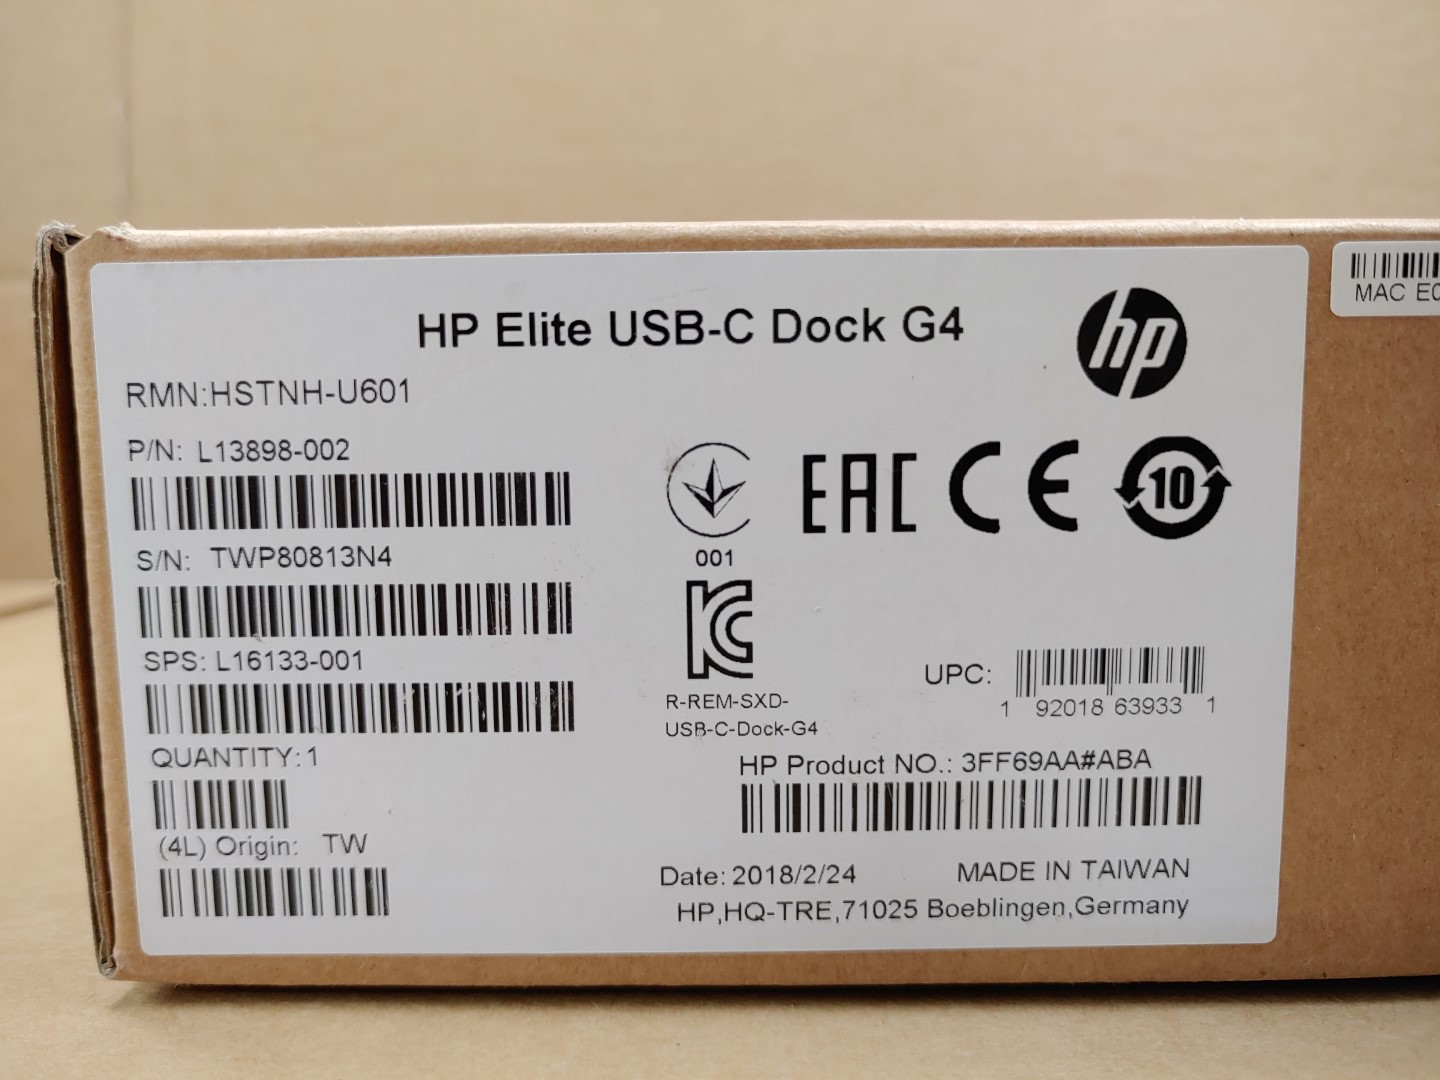 HP Elite USB-C Dock G4
hp
RMN:HSTNH-U601
P/N: L13898-002
S/N: TWP80813N4
SPS: L16133-001
QUANTITY:1
(4L) Origin: TW
001
EAC CE 10
KC
R-REM-SXD-
USB-C-Dock-G4
UPC:
1 92018 63933 1
HP Product NO.: 3FF69AA#ABA
Date: 2018/2/24 MADE IN TAIWAN
HP,HQ-TRE,71025 Boeblingen,Germany
MAC